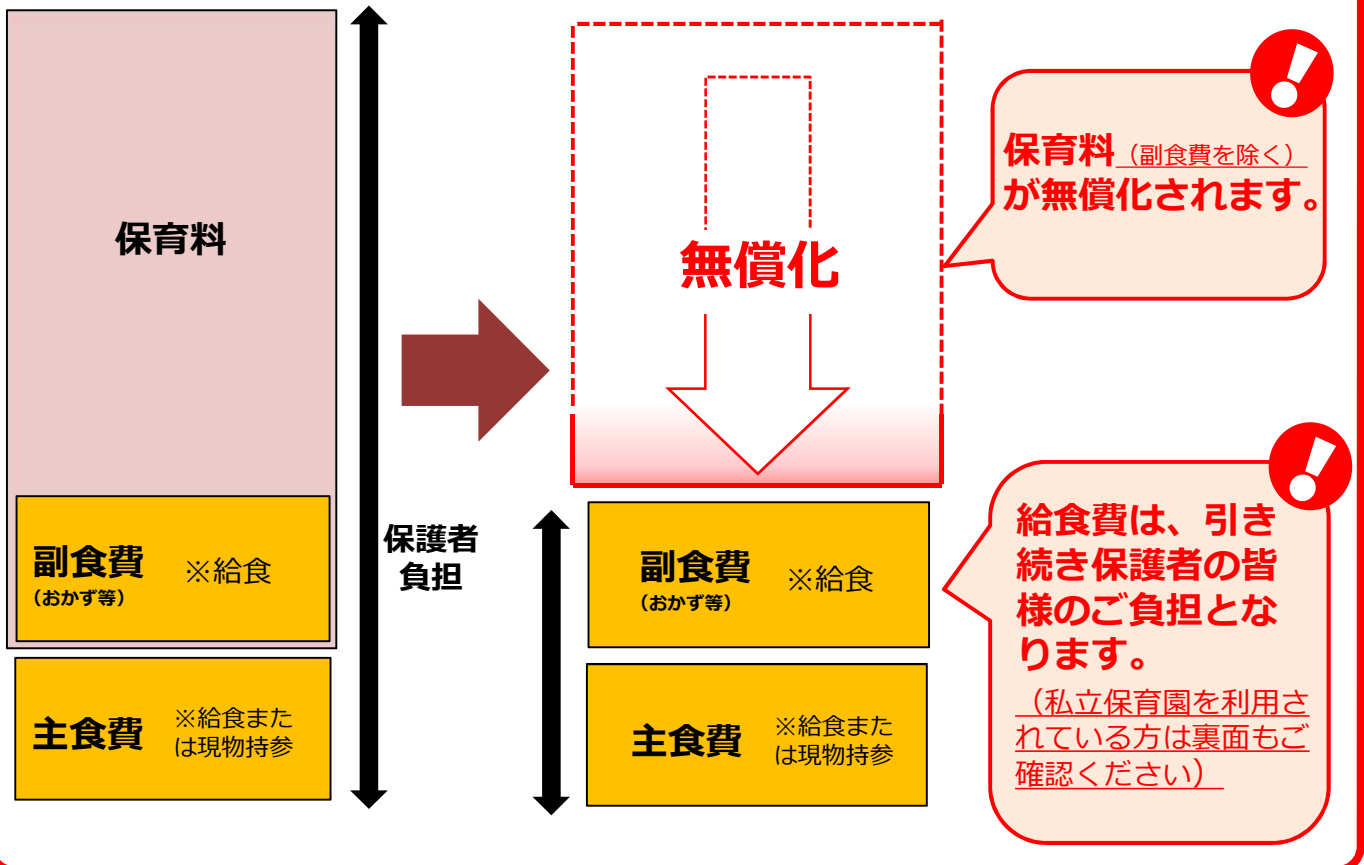 保育料
副食費 ※給食
(おかず等)
主食費 ※給食また
は現物持参
保護者
負担
無償化
副食費 ※給食
(おかず等)
主食費 ※給食また
は現物持参
保育料（副食費を除く）
が無償化されます。
給食費は、引き
続き保護者の皆
様のご負担とな
ります。
（私立保育園を利用さ
れている方は裏面もご
確認ください）